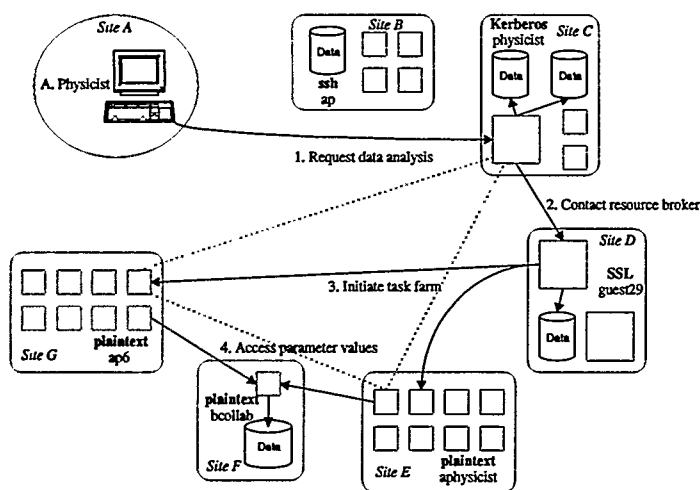 Site A
A. Physicist
Site B
Data
ssh
ap
Kerberos
physicist
Site C
Data
Data
1. Request data analysis
2. Contact resource broker
Site D
SSL
guest29
Data
3. Initiate task farm
plaintext
ap6
Site G
4. Access parameter values
plaintext
bcollab
Data
Site F
plaintext
aphysicist
Site E